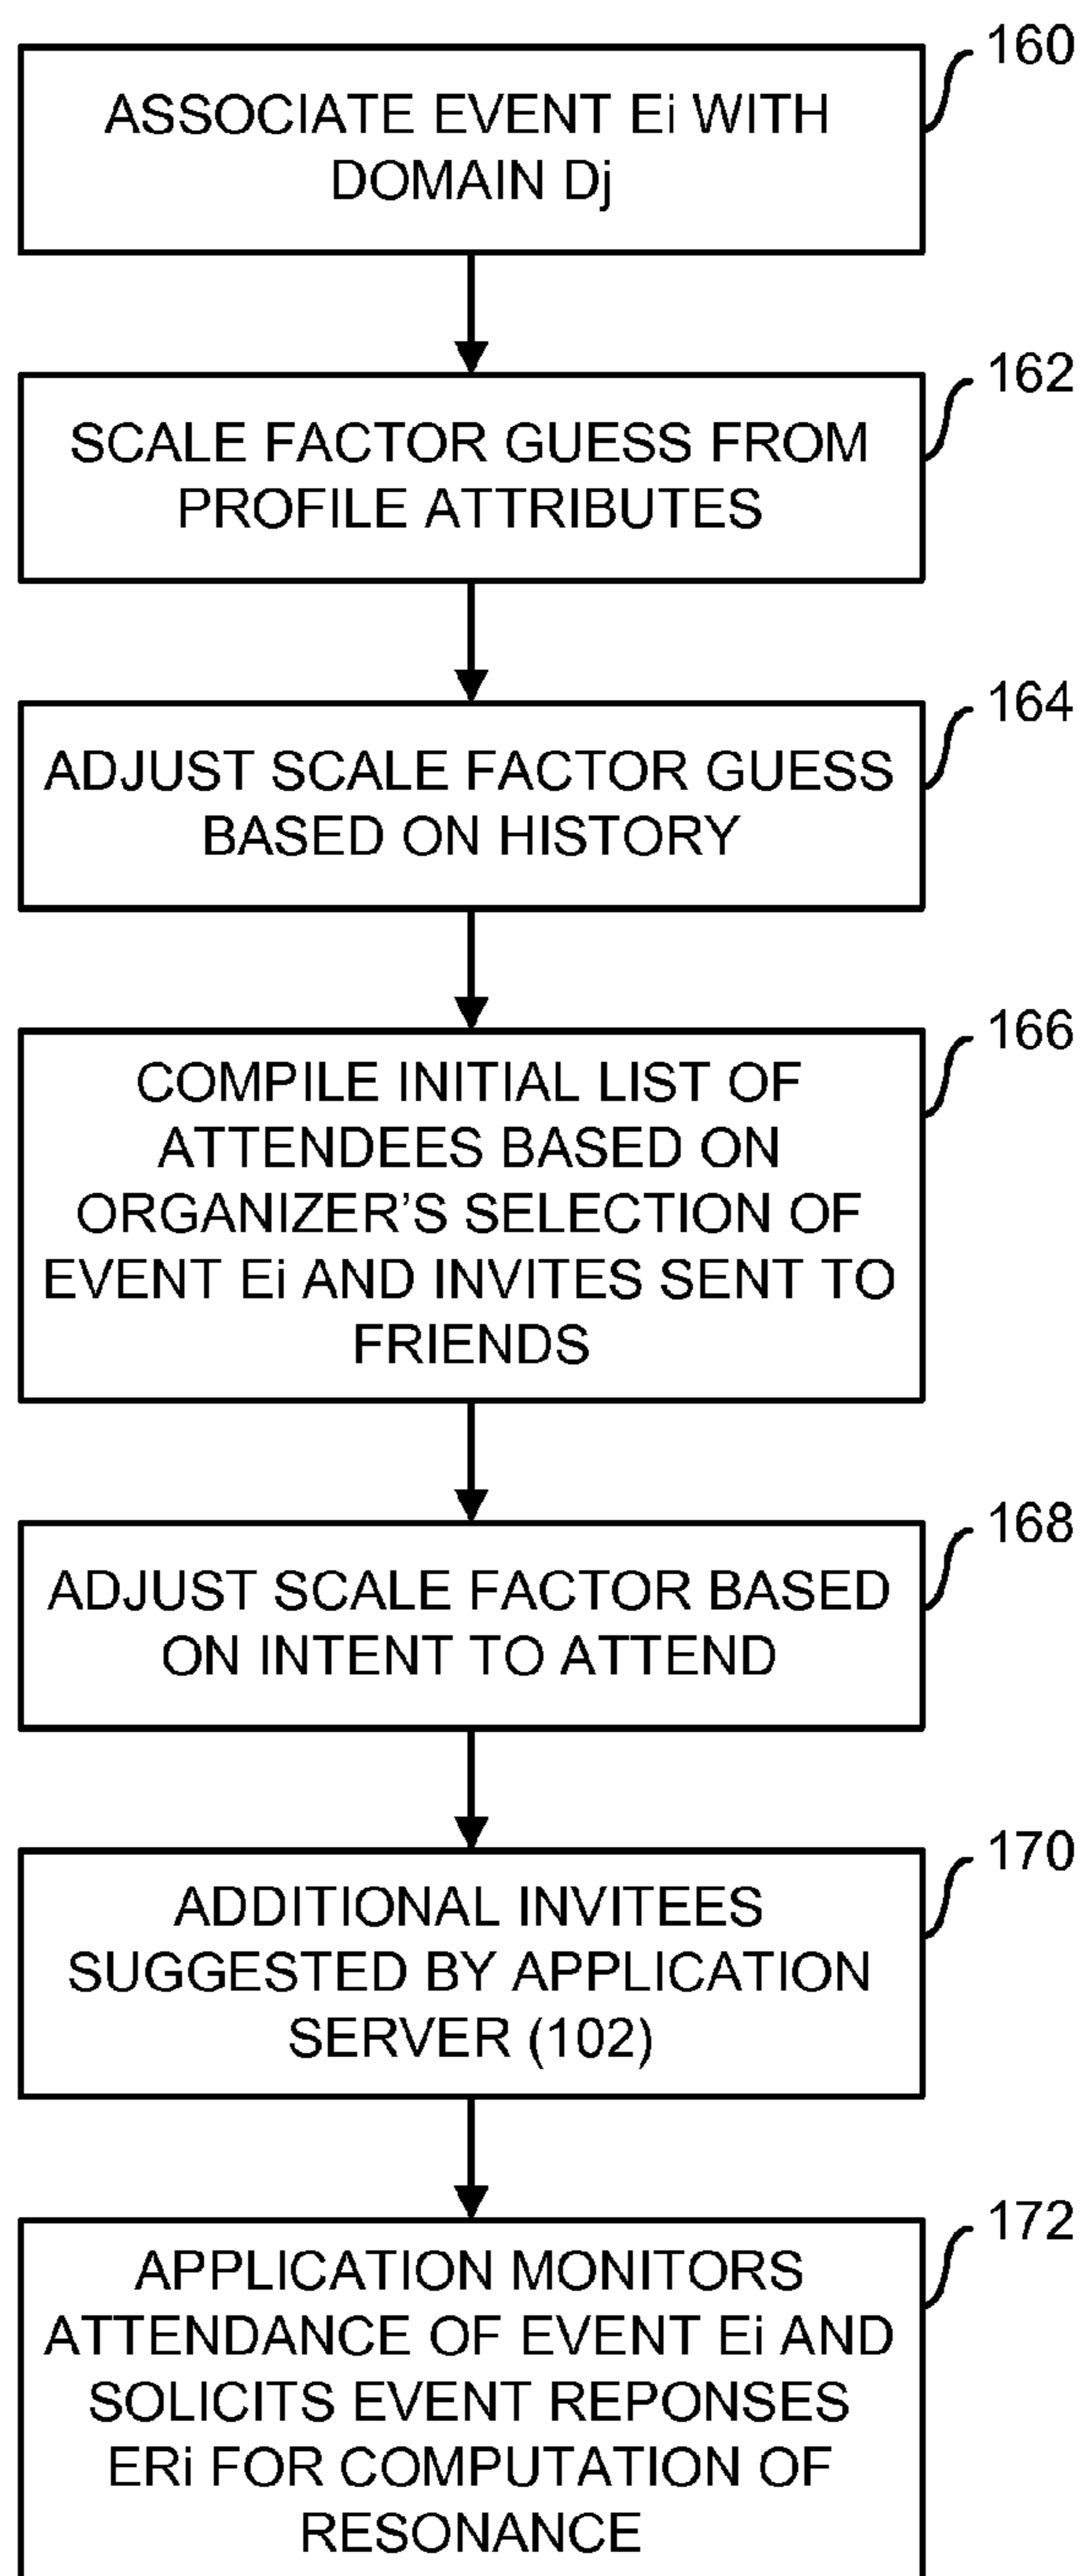 160
ASSOCIATE EVENT Ei WITH
DOMAIN Dj
162
SCALE FACTOR GUESS FROM
PROFILE ATTRIBUTES
164
ADJUST SCALE FACTOR GUESS
BASED ON HISTORY
166
COMPILE INITIAL LIST OF
ATTENDEES BASED ON
ORGANIZER'S SELECTION OF
EVENT Ei AND INVITES SENT TO
FRIENDS
168
ADJUST SCALE FACTOR BASED
ON INTENT TO ATTEND
170
ADDITIONAL INVITEES
SUGGESTED BY APPLICATION
SERVER (102)
172
APPLICATION MONITORS
ATTENDANCE OF EVENT Ei AND
SOLICITS EVENT REPONSES
ERi FOR COMPUTATION OF
RESONANCE